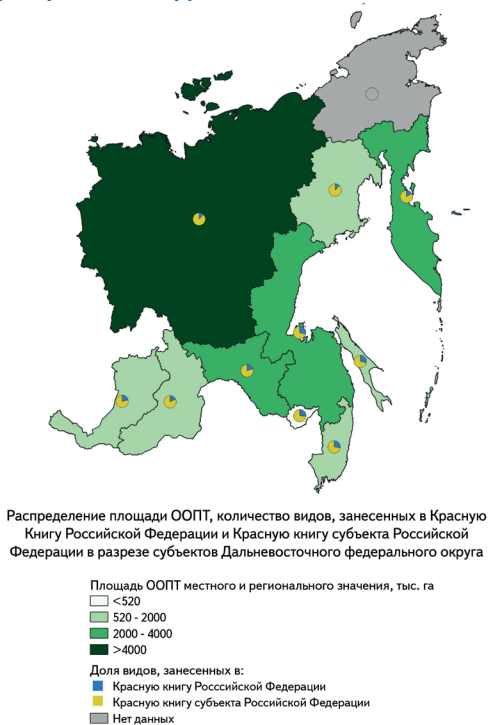 Распределение площади ООПТ, количество видов, занесенных в Красную
Книгу Российской Федерации и Красную книгу субъекта Российской
Федерации в разрезе субъектов Дальневосточного федерального округа
Площадь ООПТ местного и регионального значения, тыс. га
<520
520 - 2000
2000 - 4000
>4000
Доля видов, занесенных в:
Красную книгу Росссийской Федерации
Красную книгу субъекта Российской Федерации
Нет данных